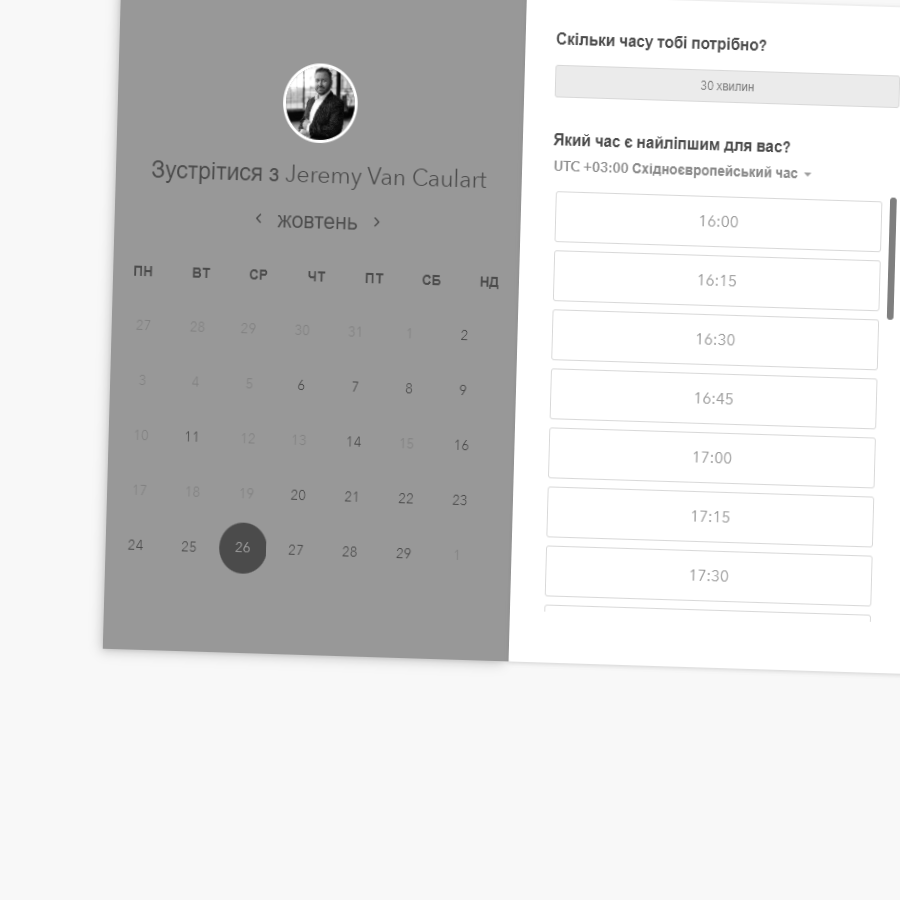 Зустрітися з Jeremy Van Caulart
жовтень
ПН ВТ СР ЧТ ПТ СБ НД
27 28 29 30 31 1 2
3 4 5 6 7 8 9
10 11 12 13 14 15 16
17 18 19 20 21 22 23
24 25 26 27 28 29 1
Скільки часу тобі потрібно?
30 хвилин
Який час є найліпшим для вас?
UTC +03:00 Східноєвропейський час
16:00
16:15
16:30
16:45
17:00
17:15
17:30